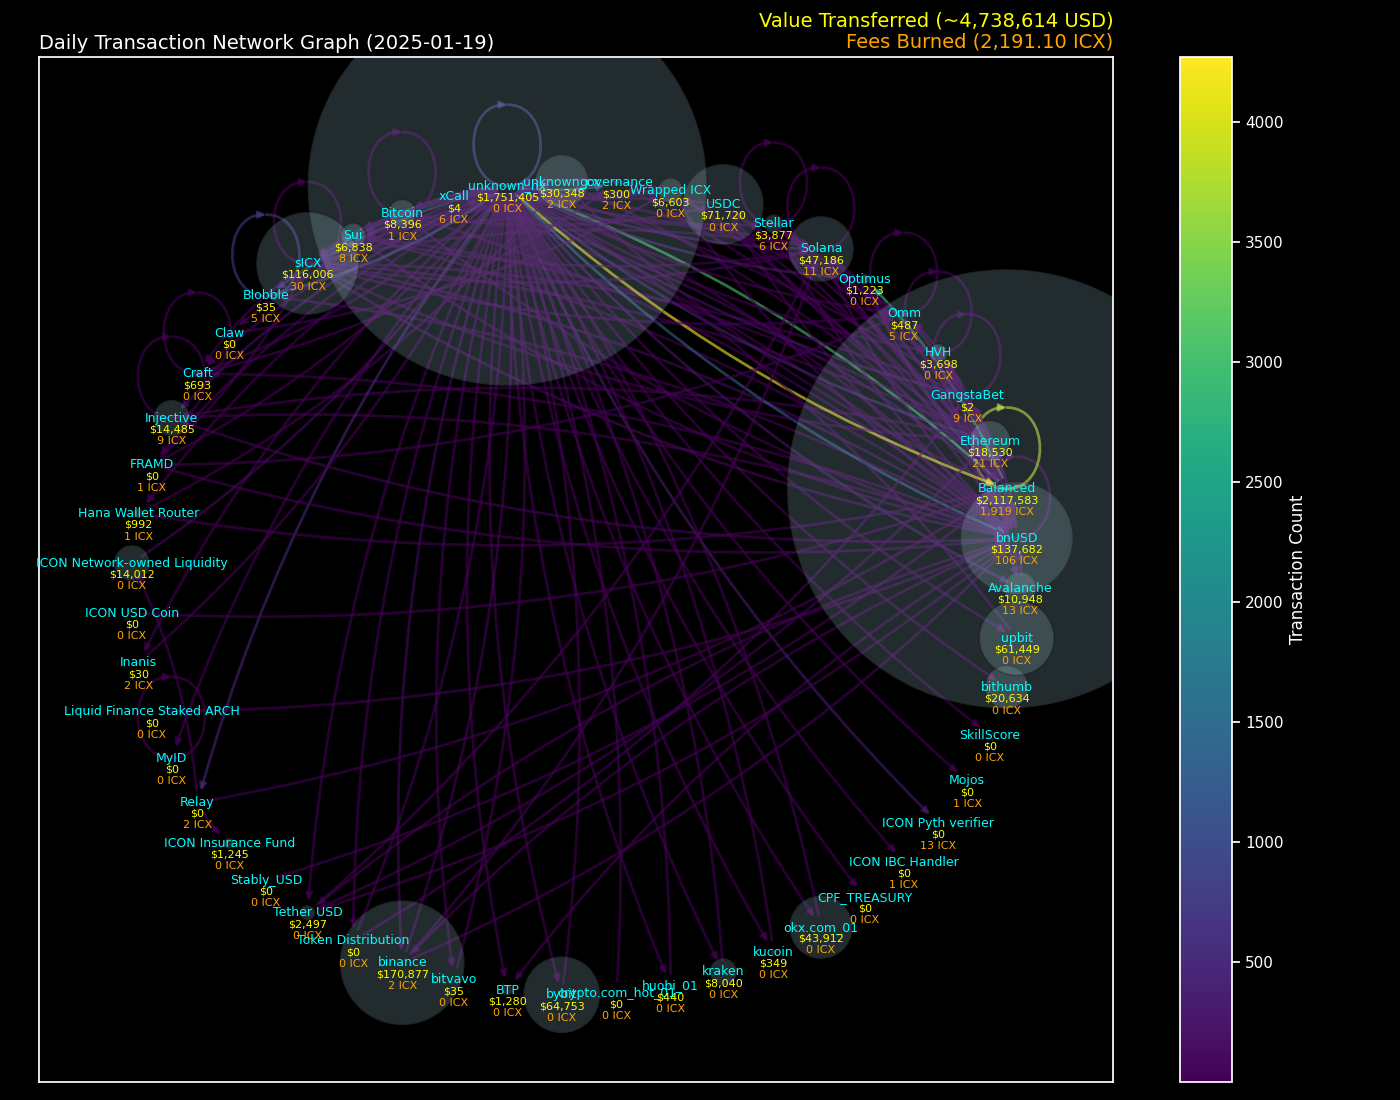 Value Transferred (~4,738,614 USD)
Daily Transaction Network Graph (2025-01-19)
Fees Burned (2,191.10 ICX)
unknown_hx
$1,751,405
0 ICX
unknown_cx
$30,348
2 ICX
governance
$300
2 ICX
Wrapped ICX
$6,603
0 ICX
USDC
$71,720
0 ICX
Stellar
$3,877
6 ICX
Solana
$47,186
11 ICX
Optimus
$1,223
0 ICX
Omm
$487
5 ICX
HVH
$3,698
0 ICX
GangstaBet
$2
9 ICX
Ethereum
$18,530
21 ICX
Balanced
$2,117,583
1,919 ICX
bnUSD
$137,682
106 ICX
Avalanche
$10,948
13 ICX
upbit
$61,449
0 ICX
bithumb
$20,634
0 ICX
SkillScore
$0
0 ICX
Mojos
$0
1 ICX
ICON Pyth verifier
$0
13 ICX
ICON IBC Handler
$0
1 ICX
CPF_TREASURY
$0
0 ICX
okx.com_01
$43,912
0 ICX
kucoin
$349
0 ICX
kraken
$8,040
0 ICX
huobi_01
$440
0 ICX
crypto.com_hot_01
$0
0 ICX
bybit
$64,753
0 ICX
BTP
$1,280
0 ICX
bitvavo
$35
0 ICX
binance
$170,877
2 ICX
Token Distribution
$0
0 ICX
Tether USD
$2,497
0 ICX
Stably_USD
$0
0 ICX
ICON Insurance Fund
$1,245
0 ICX
Relay
$0
2 ICX
MyID
$0
0 ICX
Liquid Finance Staked ARCH
$0
0 ICX
Inanis
$30
2 ICX
ICON USD Coin
$0
0 ICX
ICON Network-owned Liquidity
$14,012
0 ICX
Hana Wallet Router
$992
1 ICX
FRAMD
$0
1 ICX
Injective
$14,485
9 ICX
Craft
$693
0 ICX
Claw
$0
0 ICX
Blobble
$35
5 ICX
sICX
$116,006
30 ICX
Sui
$6,838
8 ICX
Bitcoin
$8,396
1 ICX
xCall
$4
6 ICX
4000
3500
3000
2500
2000
1500
1000
500
Transaction Count